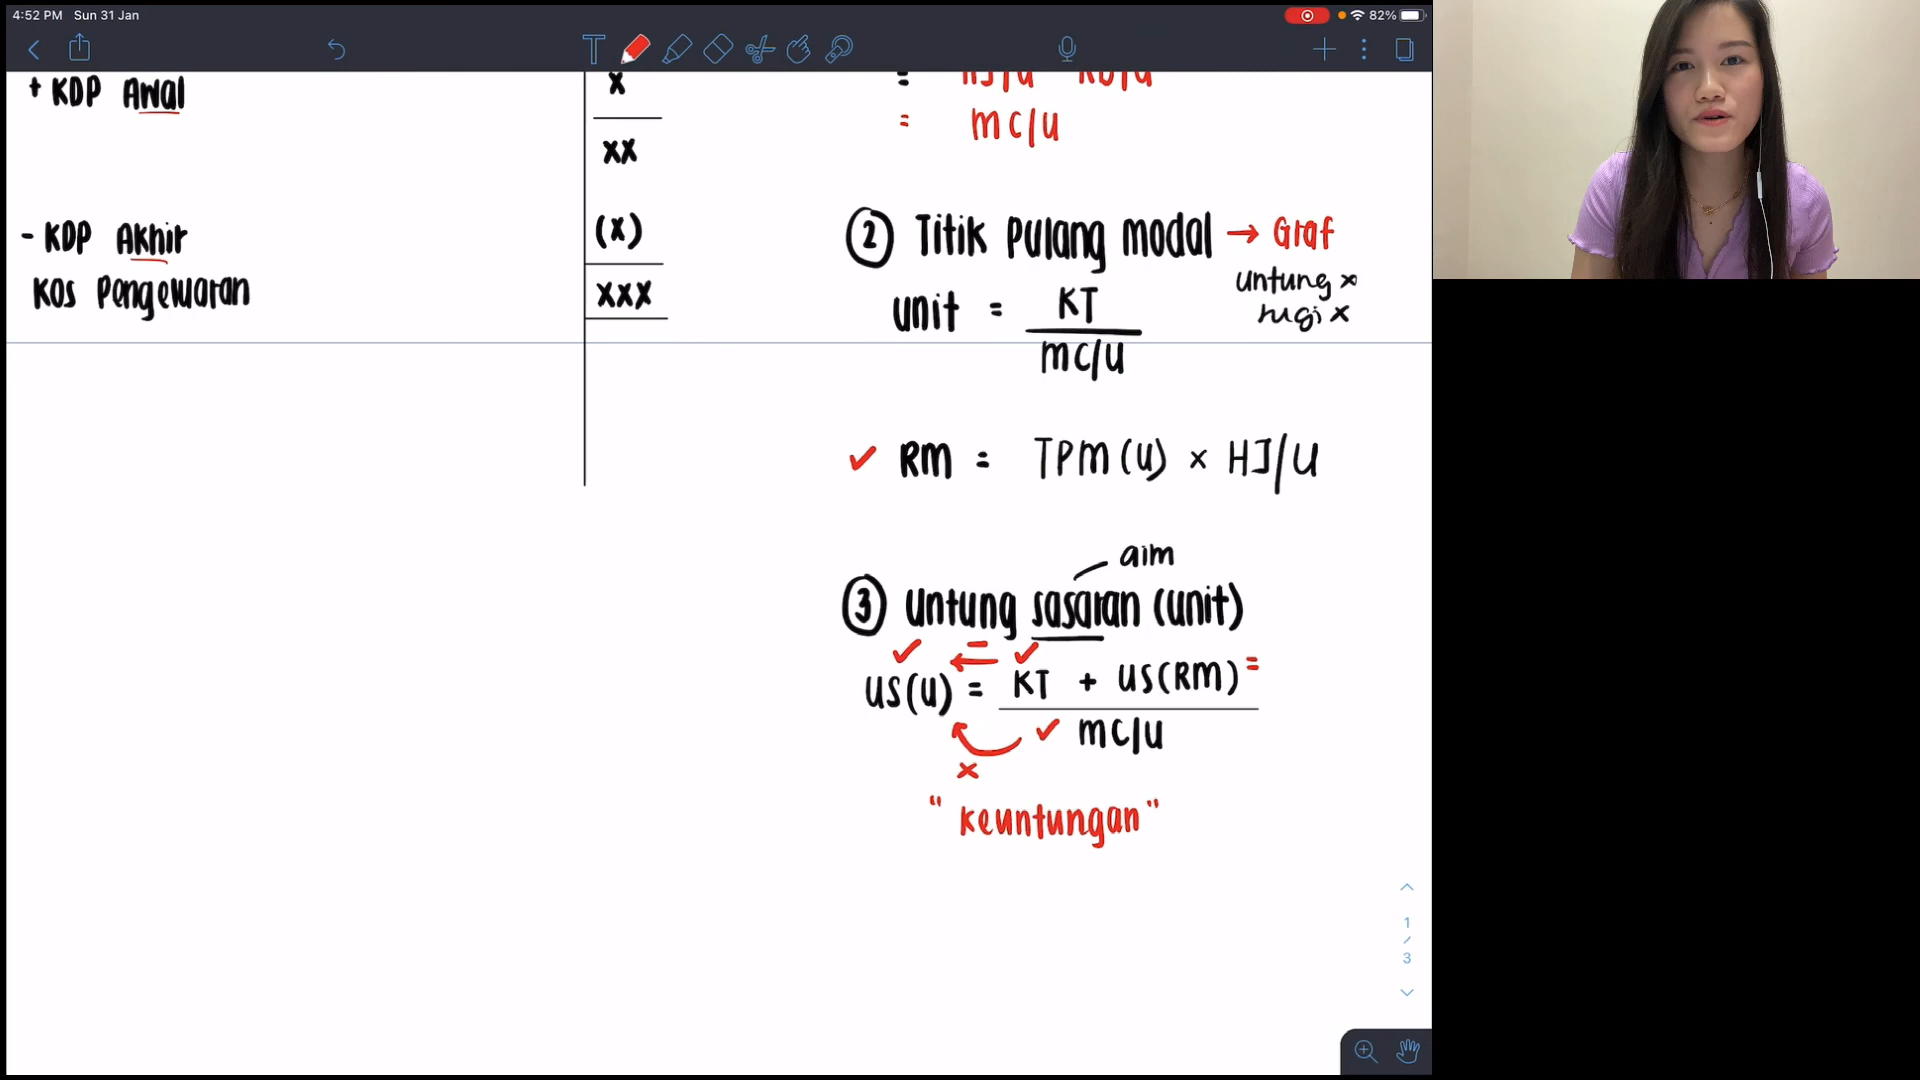 4:52 PM Sun 31 Jan
82%
+ KDP Awal
x
xx
- KDP Akhir
(x)
Kos Pengeluaran
xxx
= HJ/u KB/u
= mc/u
② Titik pulang modal → Graf
untung x
rugi x
unit = KT
mc/u
✓ Rm = TPM(u) × HJ/U
aim
③ untung sasaran (unit)
us(u) = KT + us(Rm) =
mc/u
x
" keuntungan "
1
/
3